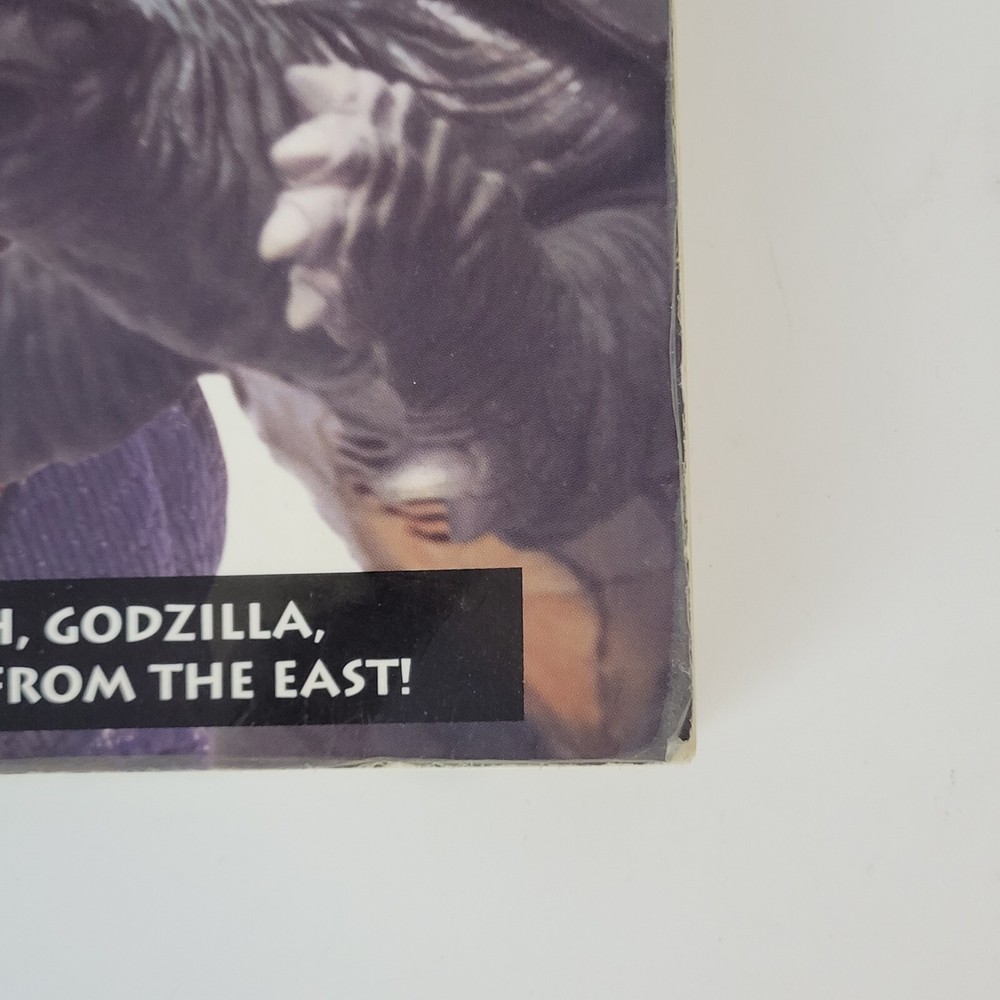 H, GODZILLA,
FROM THE EAST!